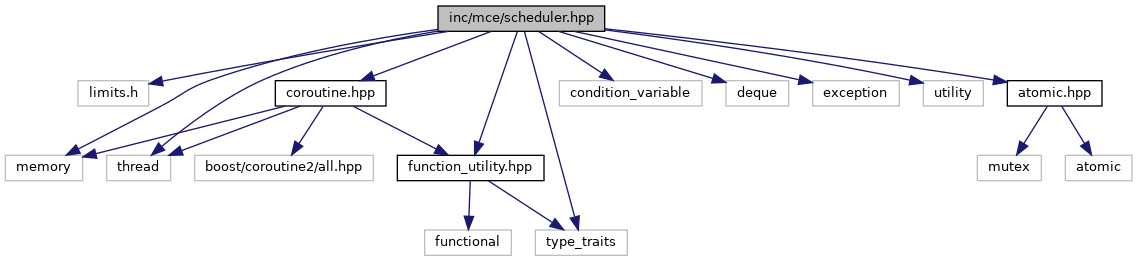 inc/mce/scheduler.hpp
limits.h
coroutine.hpp
condition_variable
deque
exception
utility
atomic.hpp
memory
thread
boost/coroutine2/all.hpp
function_utility.hpp
mutex
atomic
functional
type_traits